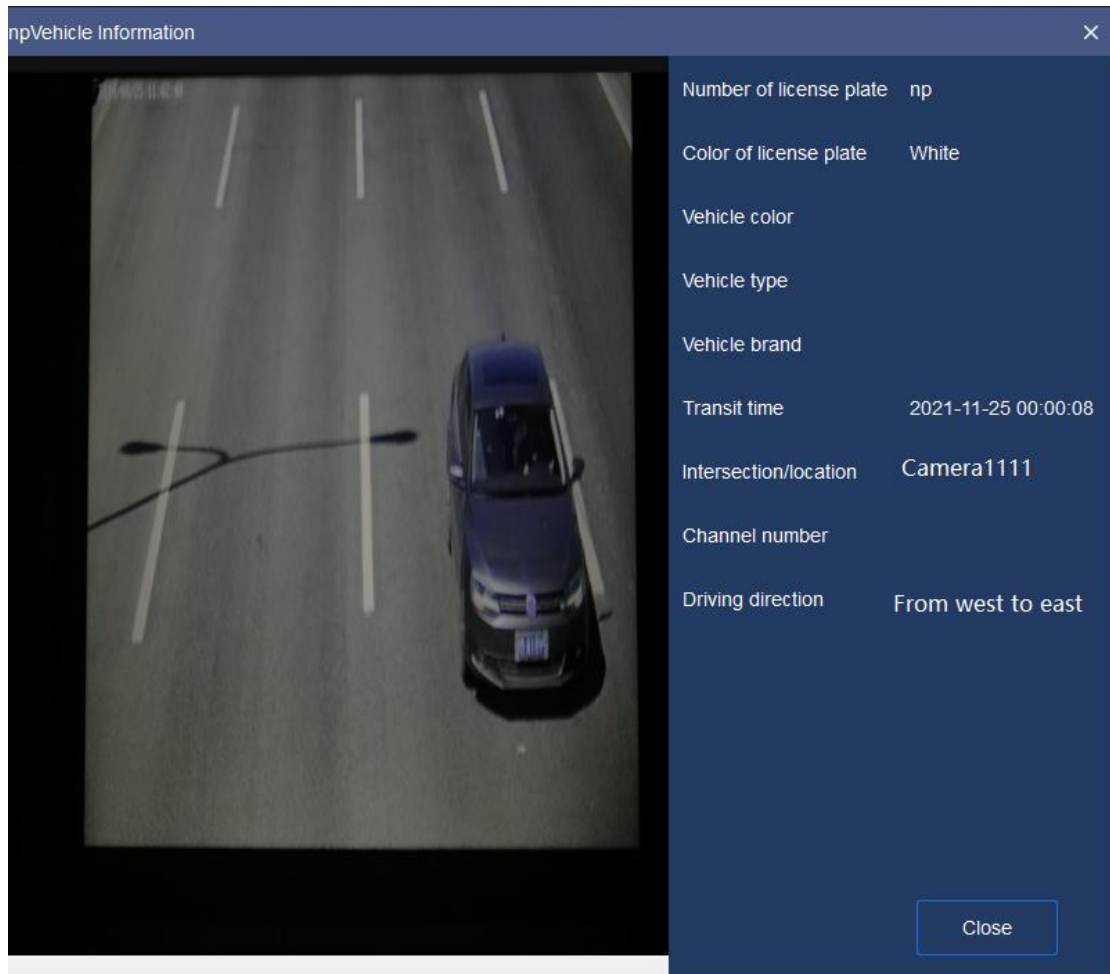 npVehicle Information
Number of license plate np
Color of license plate White
Vehicle color
Vehicle type
Vehicle brand
Transit time 2021-11-25 00:00:08
Intersection/location Camera1111
Channel number
Driving direction From west to east
Close